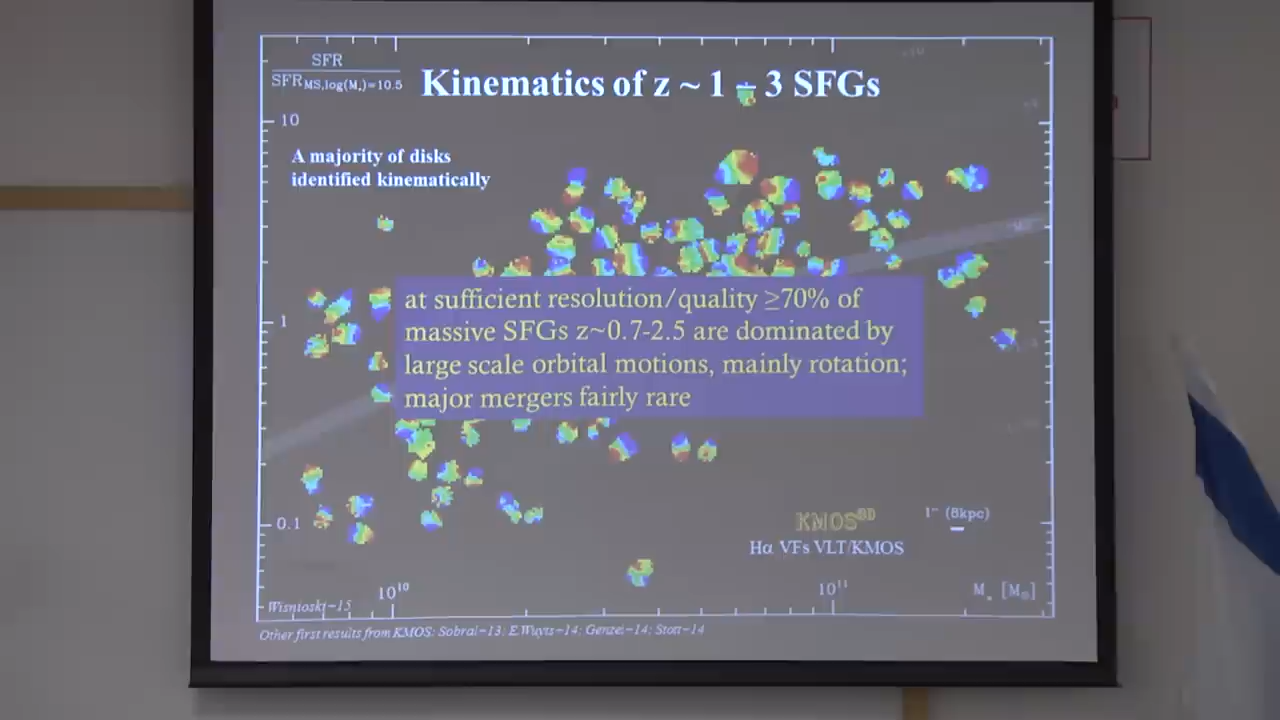 SFR
SFR_MS,log(M*)=10.5
Kinematics of z ~ 1 – 3 SFGs
10
A majority of disks
identified kinematically
at sufficient resolution/quality ≥70% of
massive SFGs z~0.7-2.5 are dominated by
large scale orbital motions, mainly rotation;
major mergers fairly rare
1
0.1
KMOS3D
1" (8kpc)
Hα VFs VLT/KMOS
10^10
10^11
M* [M⊙]
Wisnioski-15
Other first results from KMOS: Sobral-13; E.Wuyts-14; Genzel-14; Stott-14